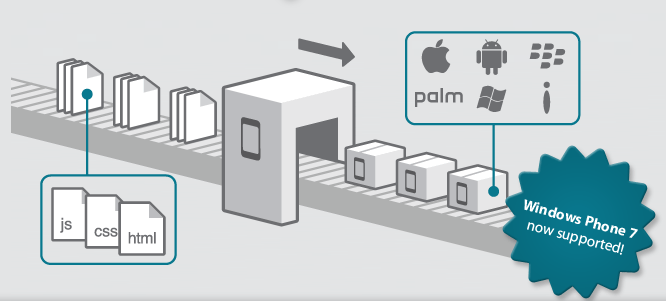 palm
js
css
html
Windows Phone 7
now supported!